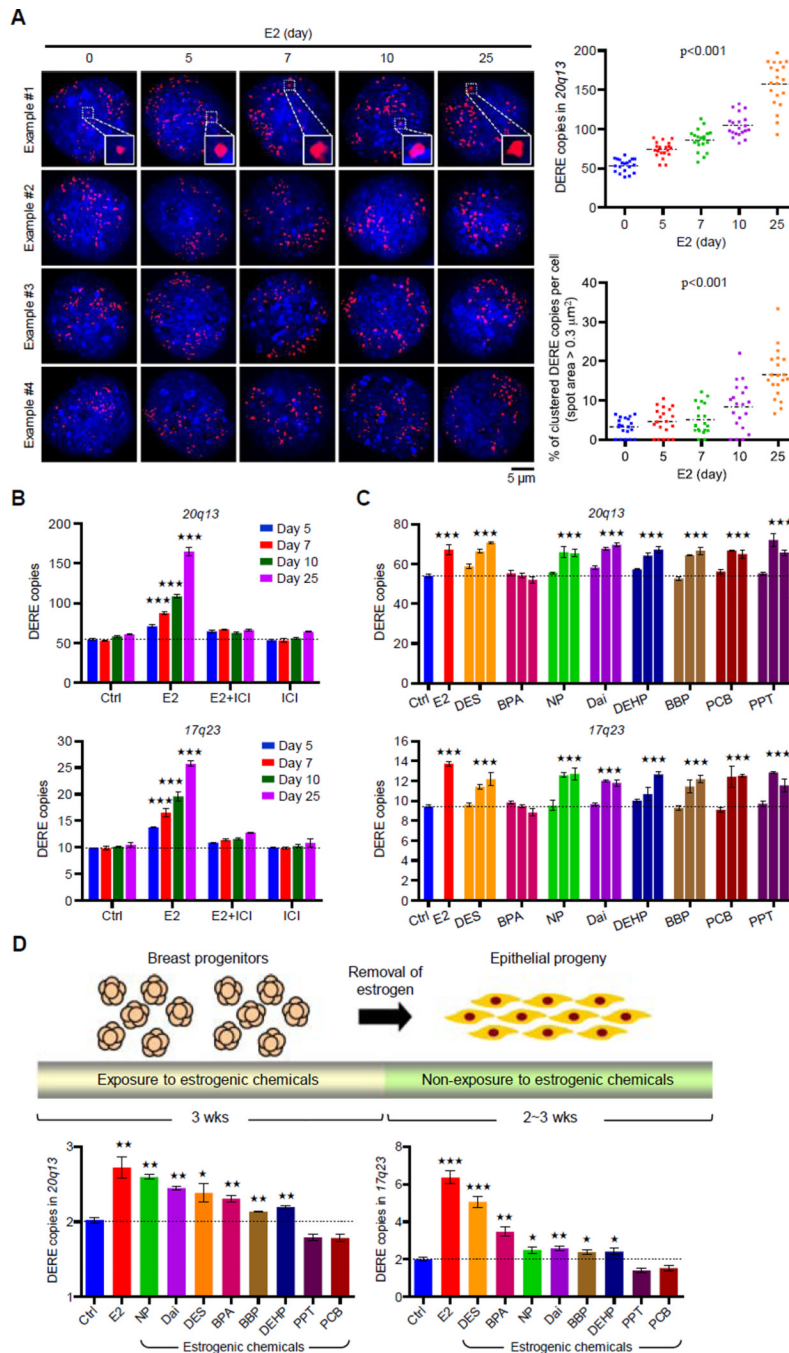 A
E2 (day)
0 5 7 10 25
Example #1
Example #2
Example #3
Example #4
5 µm
DERE copies in 20q13
200
150
100
50
0
p<0.001
0 5 7 10 25
E2 (day)
% of clustered DERE copies per cell
(spot area > 0.3 µm²)
40
30
20
10
0
p<0.001
0 5 7 10 25
E2 (day)
B
20q13
DERE copies
200
150
100
50
0
★★★ ★★★ ★★★
Day 5
Day 7
Day 10
Day 25
Ctrl E2 E2+ICI ICI
17q23
DERE copies
30
25
20
15
10
5
0
★★★ ★★★ ★★★
Day 5
Day 7
Day 10
Day 25
Ctrl E2 E2+ICI ICI
C
20q13
DERE copies
80
60
40
20
0
★★★ ★★★ ★★★ ★★★ ★★★ ★★★ ★★★ ★★★
Ctrl E2 DES BPA NP Dai DEHP BBP PCB PPT
17q23
DERE copies
16
14
12
10
8
6
4
2
0
★★★ ★★★ ★★★ ★★★ ★★★ ★★★ ★★★ ★★★
Ctrl E2 DES BPA NP Dai DEHP BBP PCB PPT
D
Breast progenitors
Removal of
estrogen
Epithelial progeny
Exposure to estrogenic chemicals
Non-exposure to estrogenic chemicals
3 wks
2~3 wks
DERE copies in 20q13
3
2
1
★★ ★★ ★★ ★ ★★ ★★ ★★
Ctrl E2 NP Dai DES BPA BBP DEHP PPT PCB
Estrogenic chemicals
DERE copies in 17q23
8
6
4
2
0
★★★ ★★★ ★★ ★ ★★ ★ ★
Ctrl E2 DES BPA NP Dai BBP DEHP PPT PCB
Estrogenic chemicals